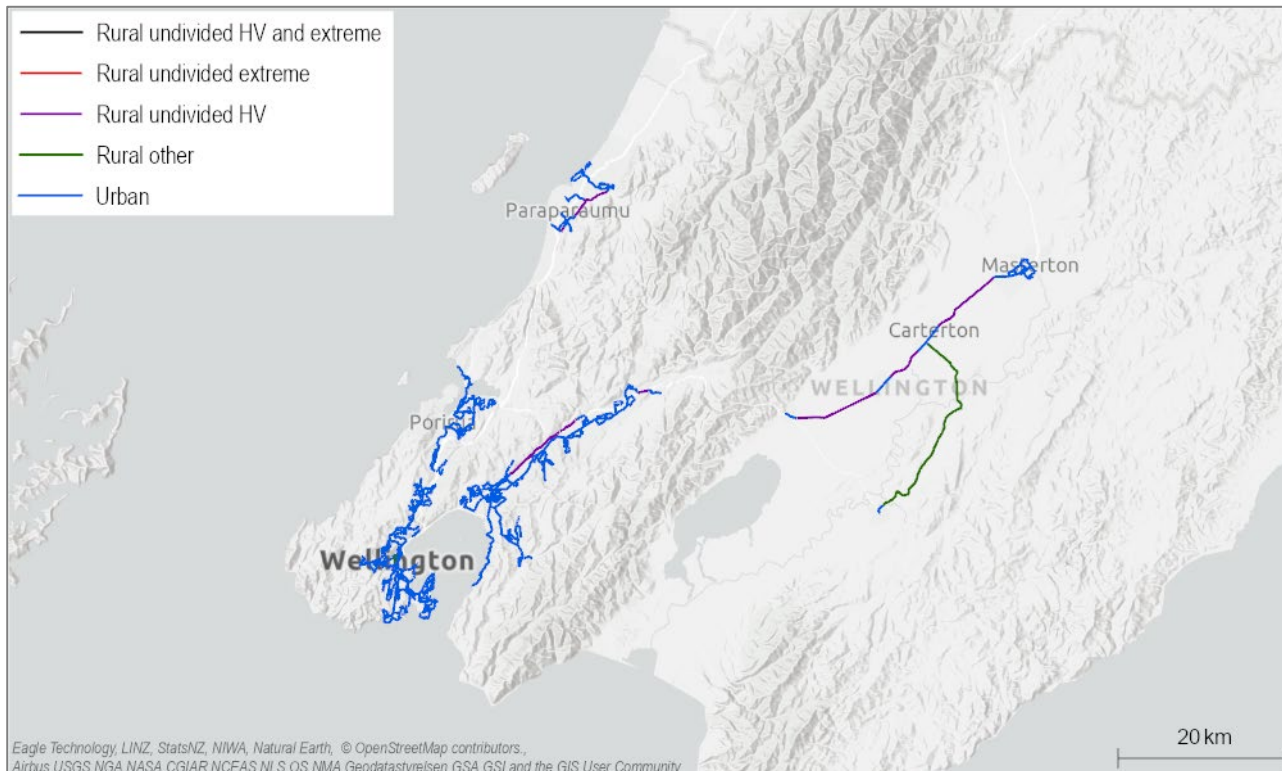 Rural undivided HV and extreme
Rural undivided extreme
Rural undivided HV
Rural other
Urban
Paraparaumu
Masterton
Carterton
WELLINGTON
Wellington
20 km
Eagle Technology, LINZ, StatsNZ, NIWA, Natural Earth, © OpenStreetMap contributors.,
Airbus,USGS,NGA,NASA,CGIAR,NCEAS,NLS,OS,NMA,Geodatastyrelsen,GSA,GSI and the GIS User Community